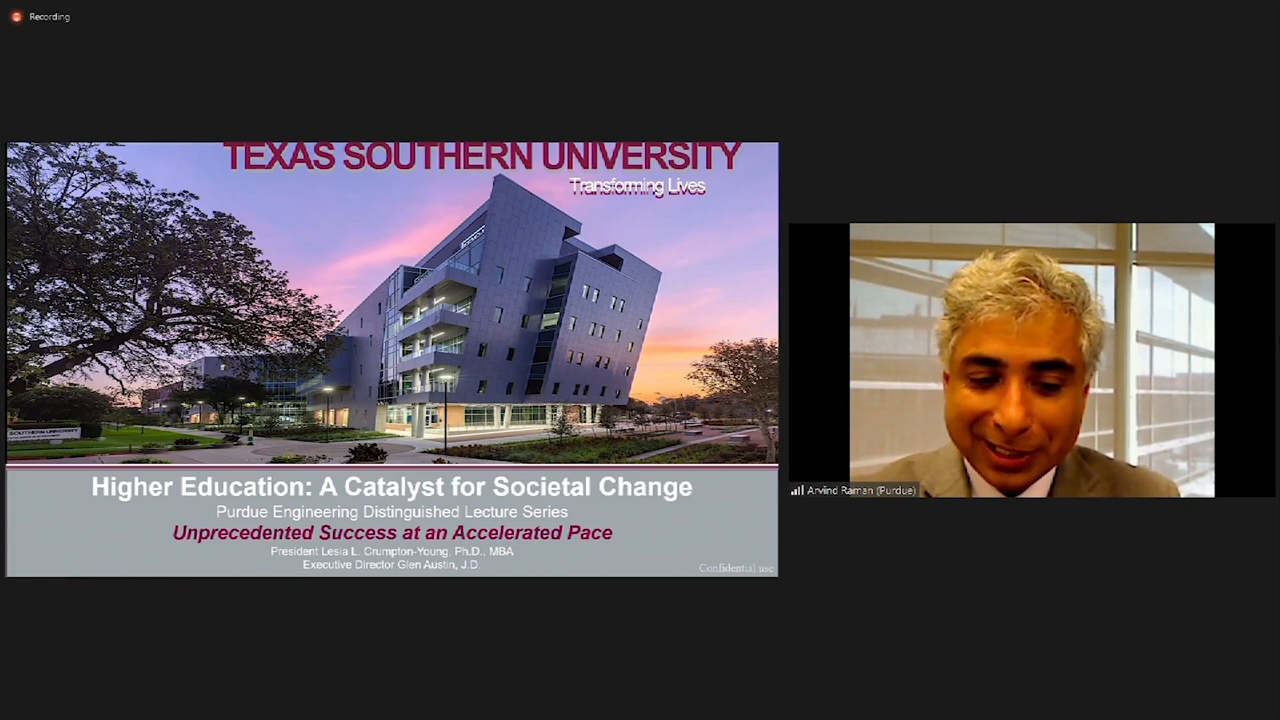 Recording
TEXAS SOUTHERN UNIVERSITY
Transforming Lives
SOUTHERN UNIVERSITY
Higher Education: A Catalyst for Societal Change
Purdue Engineering Distinguished Lecture Series
Unprecedented Success at an Accelerated Pace
President Lesia L. Crumpton-Young, Ph.D., MBA
Executive Director Glen Austin, J.D.
Confidential use
Arvind Raman (Purdue)